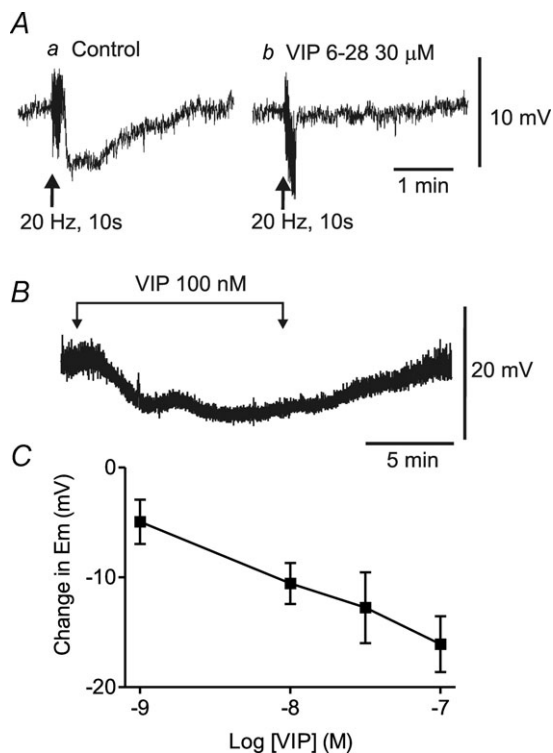 A
a Control
b VIP 6-28 30 μM
10 mV
1 min
20 Hz, 10s
20 Hz, 10s
B
VIP 100 nM
20 mV
5 min
C
Change in Em (mV)
0
-10
-20
-9
-8
-7
Log [VIP] (M)